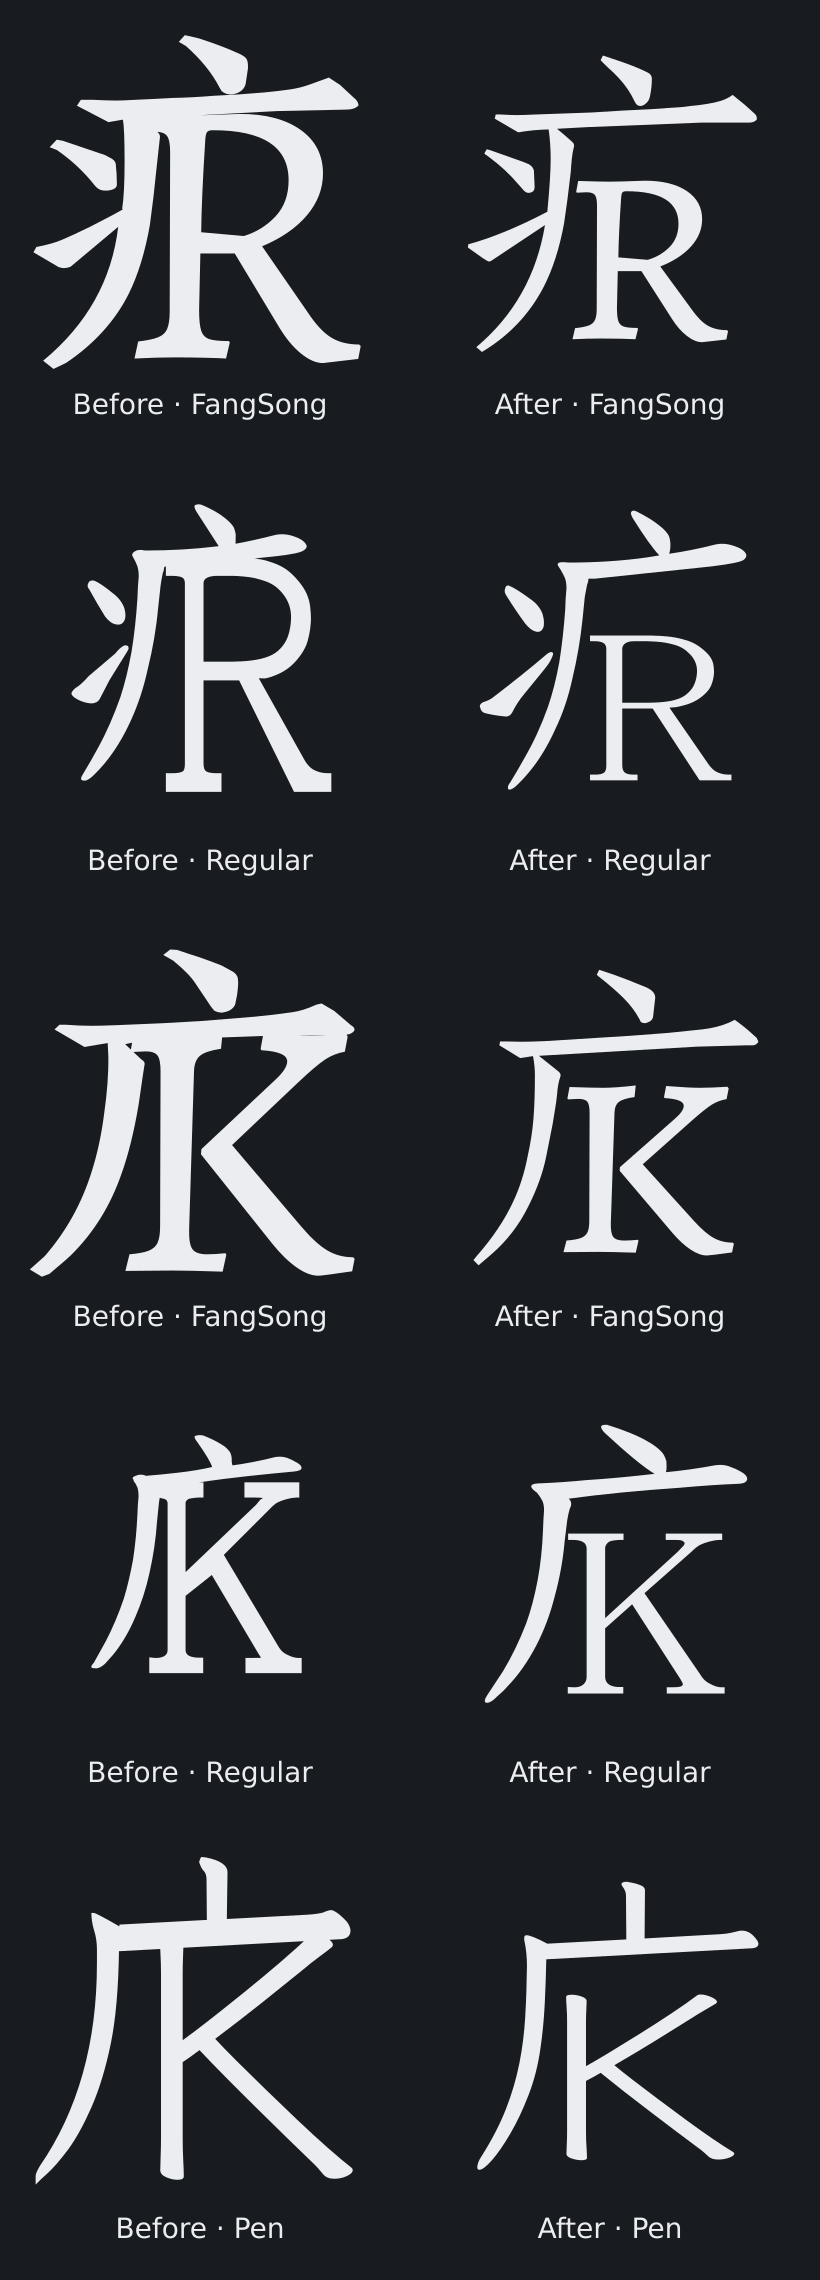 Before · FangSong
After · FangSong
Before · Regular
After · Regular
Before · FangSong
After · FangSong
Before · Regular
After · Regular
Before · Pen
After · Pen